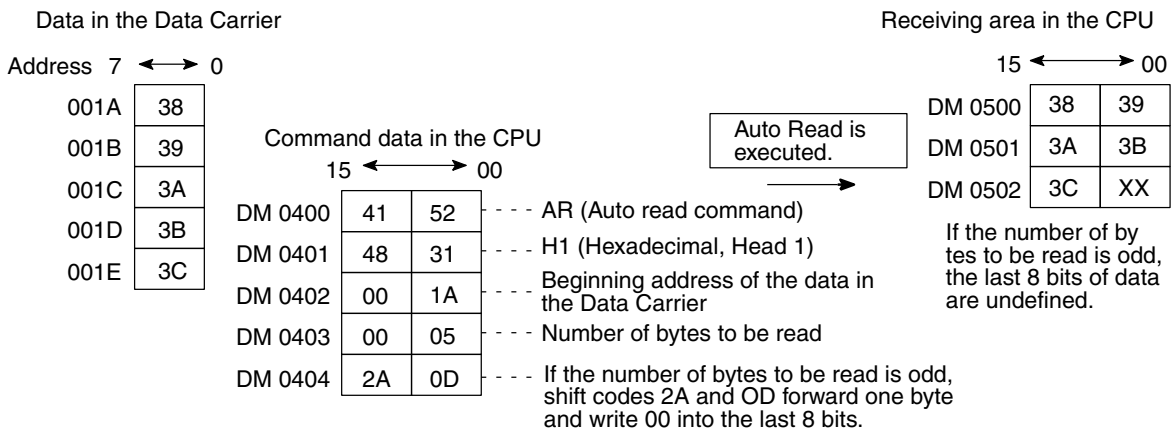 Data in the Data Carrier
Address 7 0
001A 38
001B 39
001C 3A
001D 3B
001E 3C
Command data in the CPU
15 00
DM 0400 41 52 AR (Auto read command)
DM 0401 48 31 H1 (Hexadecimal, Head 1)
DM 0402 00 1A Beginning address of the data in
the Data Carrier
DM 0403 00 05 Number of bytes to be read
DM 0404 2A 0D If the number of bytes to be read is odd,
shift codes 2A and OD forward one byte
and write 00 into the last 8 bits.
Auto Read is
executed.
Receiving area in the CPU
15 00
DM 0500 38 39
DM 0501 3A 3B
DM 0502 3C XX
If the number of by
tes to be read is odd,
the last 8 bits of data
are undefined.